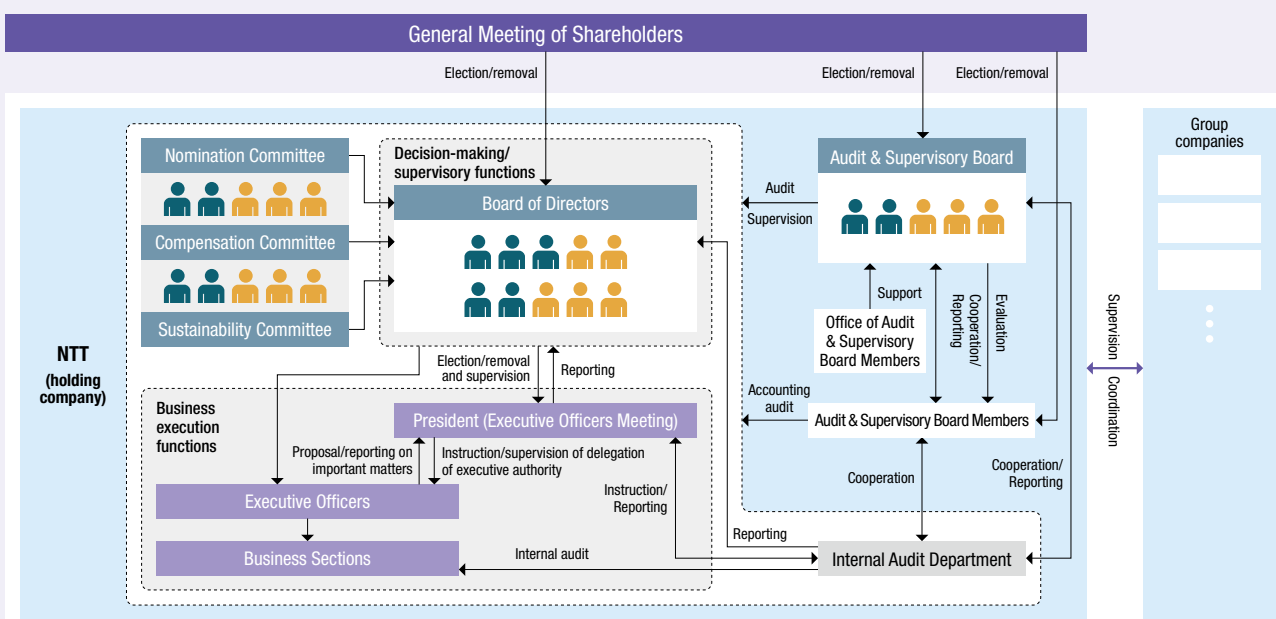 General Meeting of Shareholders
Election/removal
Election/removal
Election/removal
NTT
(holding
company)
Nomination Committee
Compensation Committee
Sustainability Committee
Decision-making/
supervisory functions
Board of Directors
Audit & Supervisory Board
Audit
Supervision
Support
Office of Audit
& Supervisory
Board Members
Cooperation/
Reporting
Evaluation
Accounting
audit
Audit & Supervisory Board Members
Election/removal
and supervision
Reporting
Business
execution
functions
President (Executive Officers Meeting)
Proposal/reporting on
important matters
Instruction/supervision of delegation
of executive authority
Executive Officers
Business Sections
Instruction/
Reporting
Internal audit
Reporting
Cooperation
Cooperation/
Reporting
Internal Audit Department
Supervision
Coordination
Group
companies